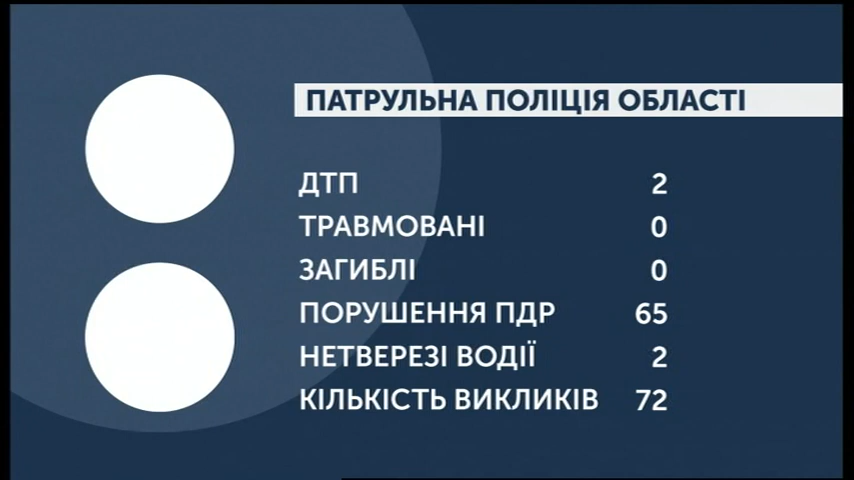 ПАТРУЛЬНА ПОЛІЦІЯ ОБЛАСТІ
ДТП 2
ТРАВМОВАНІ 0
ЗАГИБЛІ 0
ПОРУШЕННЯ ПДР 65
НЕТВЕРЕЗІ ВОДІЇ 2
КІЛЬКІСТЬ ВИКЛИКІВ 72